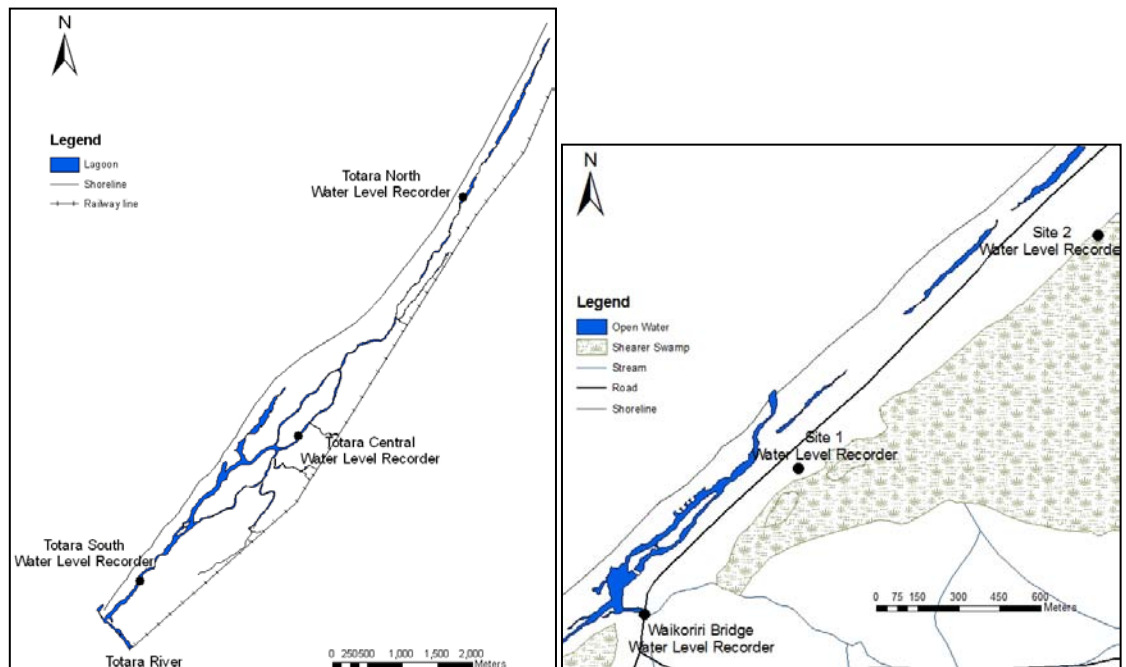 N
Legend
Lagoon
Shoreline
Railway line
Totara North
Water Level Recorder
Totara Central
Water Level Recorder
Totara South
Water Level Recorder
Totara River
0 250500 1,000 1,500 2,000
Meters
N
Legend
Open Water
Shearer Swamp
Stream
Road
Shoreline
Site 2
Water Level Recorde
Site 1
Water Level Recorder
0 75 150 300 450 600
Meters
Waikoriri Bridge
Water Level Recorder